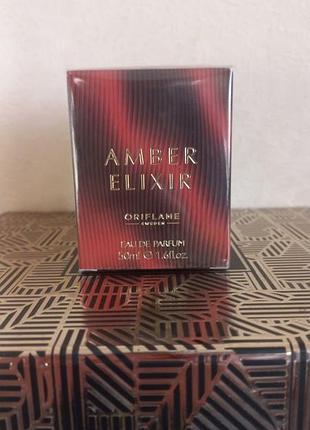 AMBER
ELIXIR
ORIFLAME
SWEDEN
EAU DE PARFUM
50ml ℮ 1.6fl.oz.